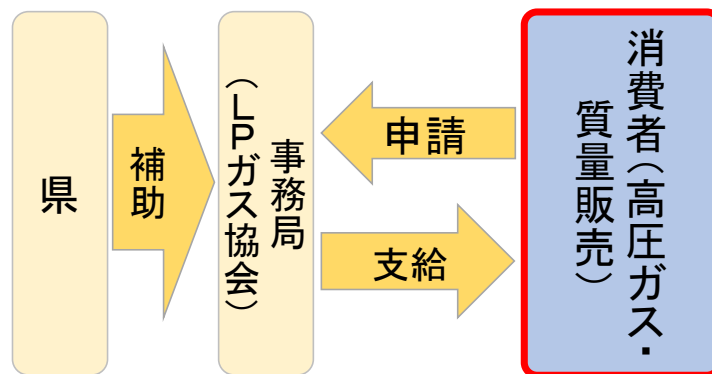 県
補助
事務局
（ＬＰガス協会）
申請
支給
消費者（高圧ガス・
質量販売）